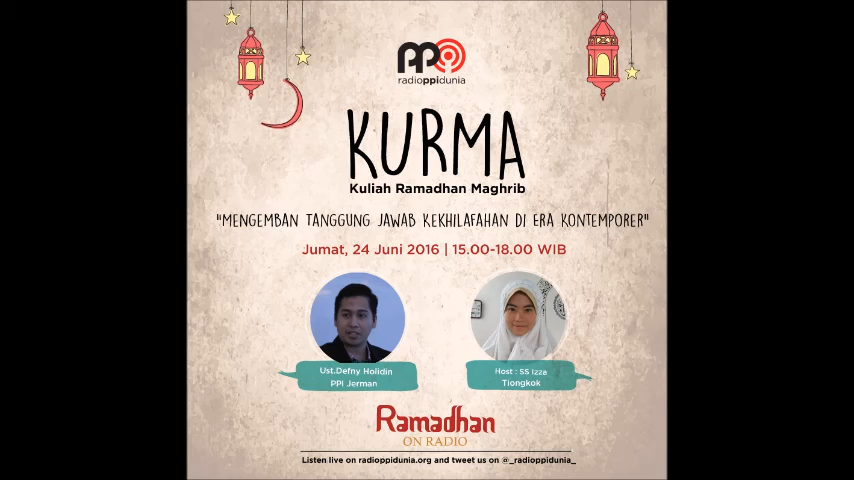 PP
radioppidunia
KURMA
Kuliah Ramadhan Maghrib
"MENGEMBAN TANGGUNG JAWAB KEKHILAFAHAN DI ERA KONTEMPORER"
Jumat, 24 Juni 2016 | 15.00-18.00 WIB
Ust.Defny Holidin
PPI Jerman
Host : SS Izza
Tiongkok
Ramadhan
ON RADIO
Listen live on radioppidunia.org and tweet us on @_radioppidunia_